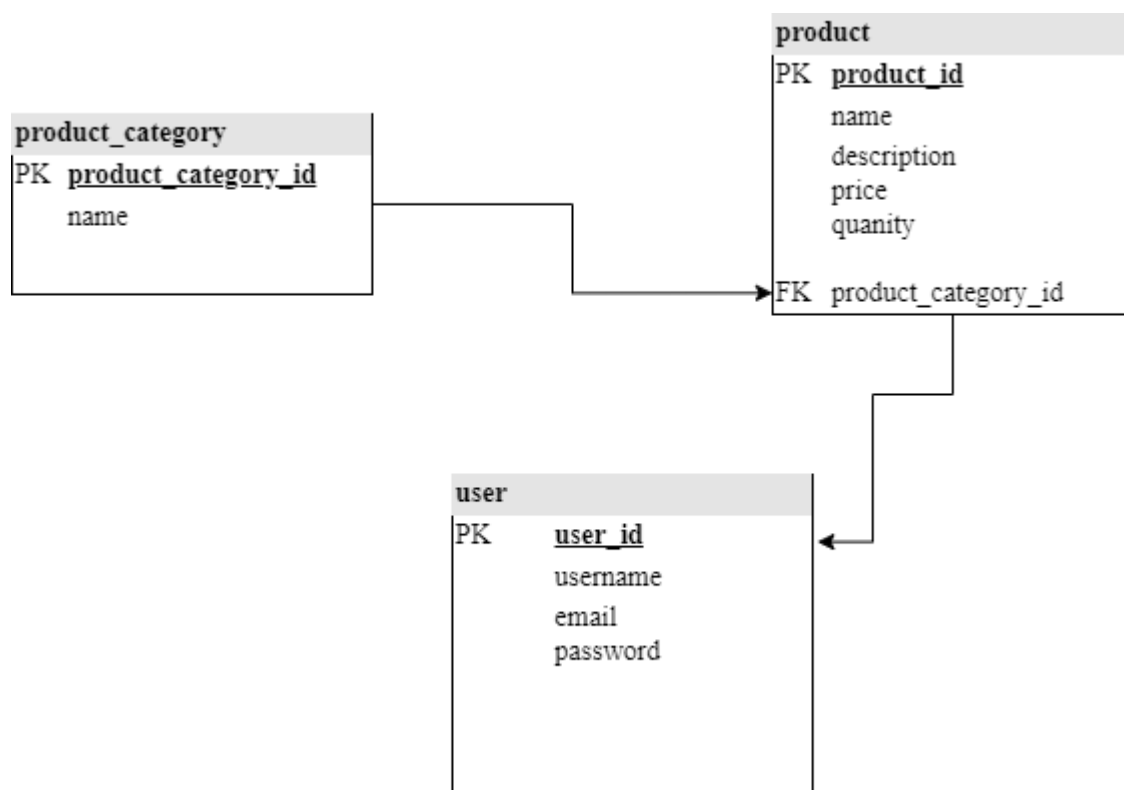 product_category
PK product_category_id
name
product
PK product_id
name
description
price
quanity
FK product_category_id
user
PK user_id
username
email
password